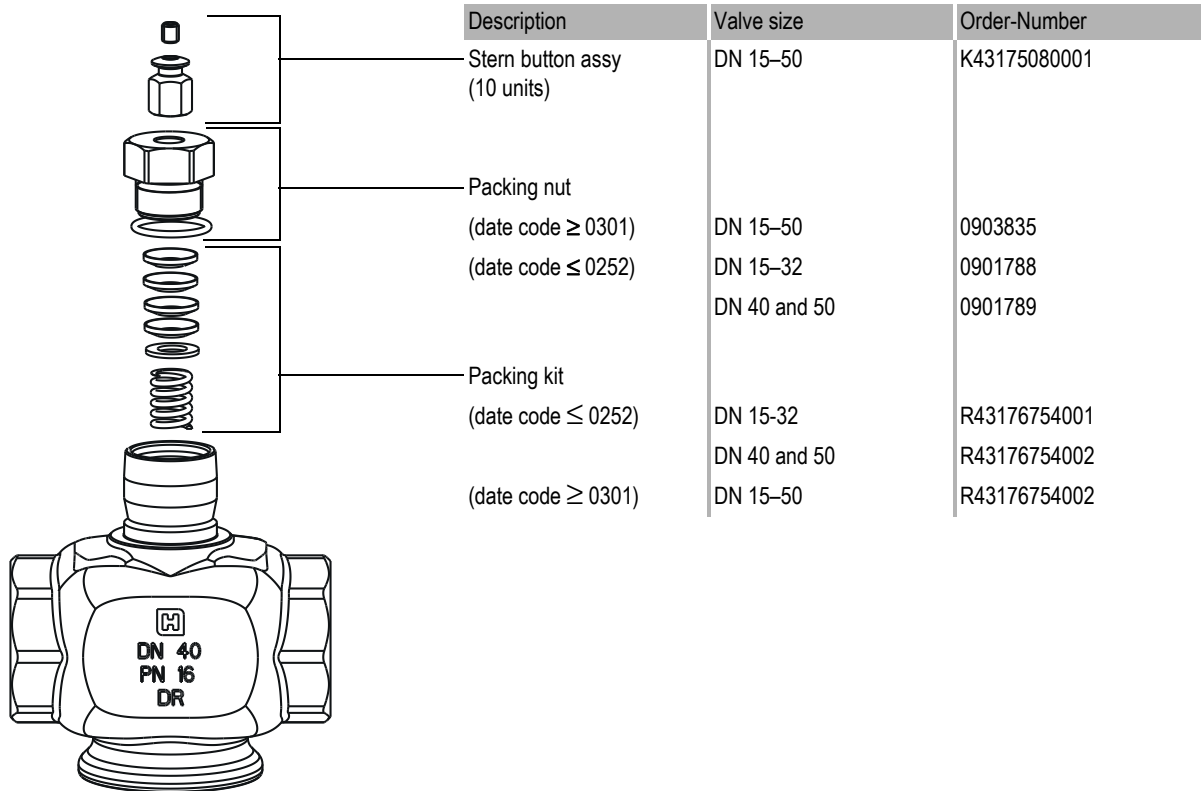 Description Valve size Order-Number
Stern button assy DN 15–50 K43175080001
(10 units)
Packing nut
(date code ≥ 0301) DN 15–50 0903835
(date code ≤ 0252) DN 15–32 0901788
DN 40 and 50 0901789
Packing kit
(date code ≤ 0252) DN 15-32 R43176754001
DN 40 and 50 R43176754002
(date code ≥ 0301) DN 15–50 R43176754002
H
DN 40
PN 16
DR